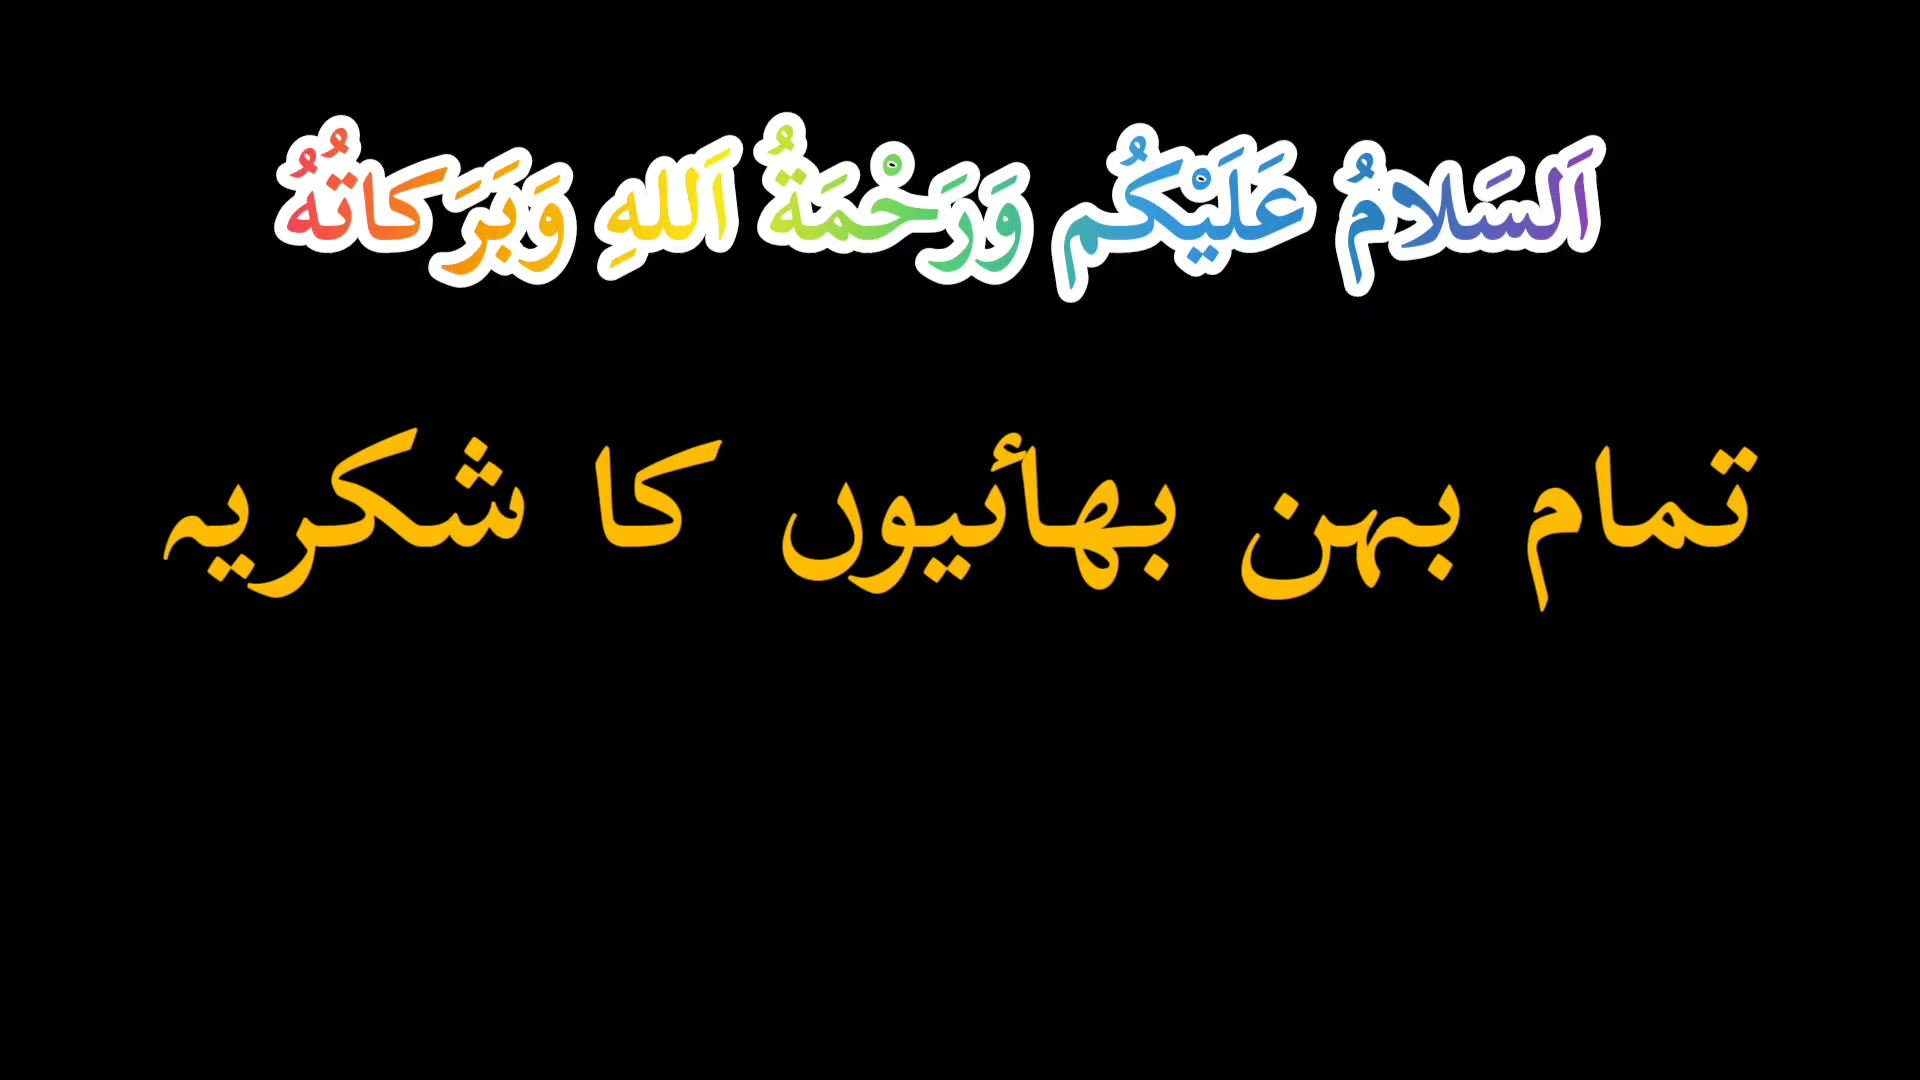 اَلسَلامُ عَلَيْكُم وَرَحْمَةُ اَللهِ وَبَرَكاتُهُ
تمام بہن بھائیوں کا شکریہ